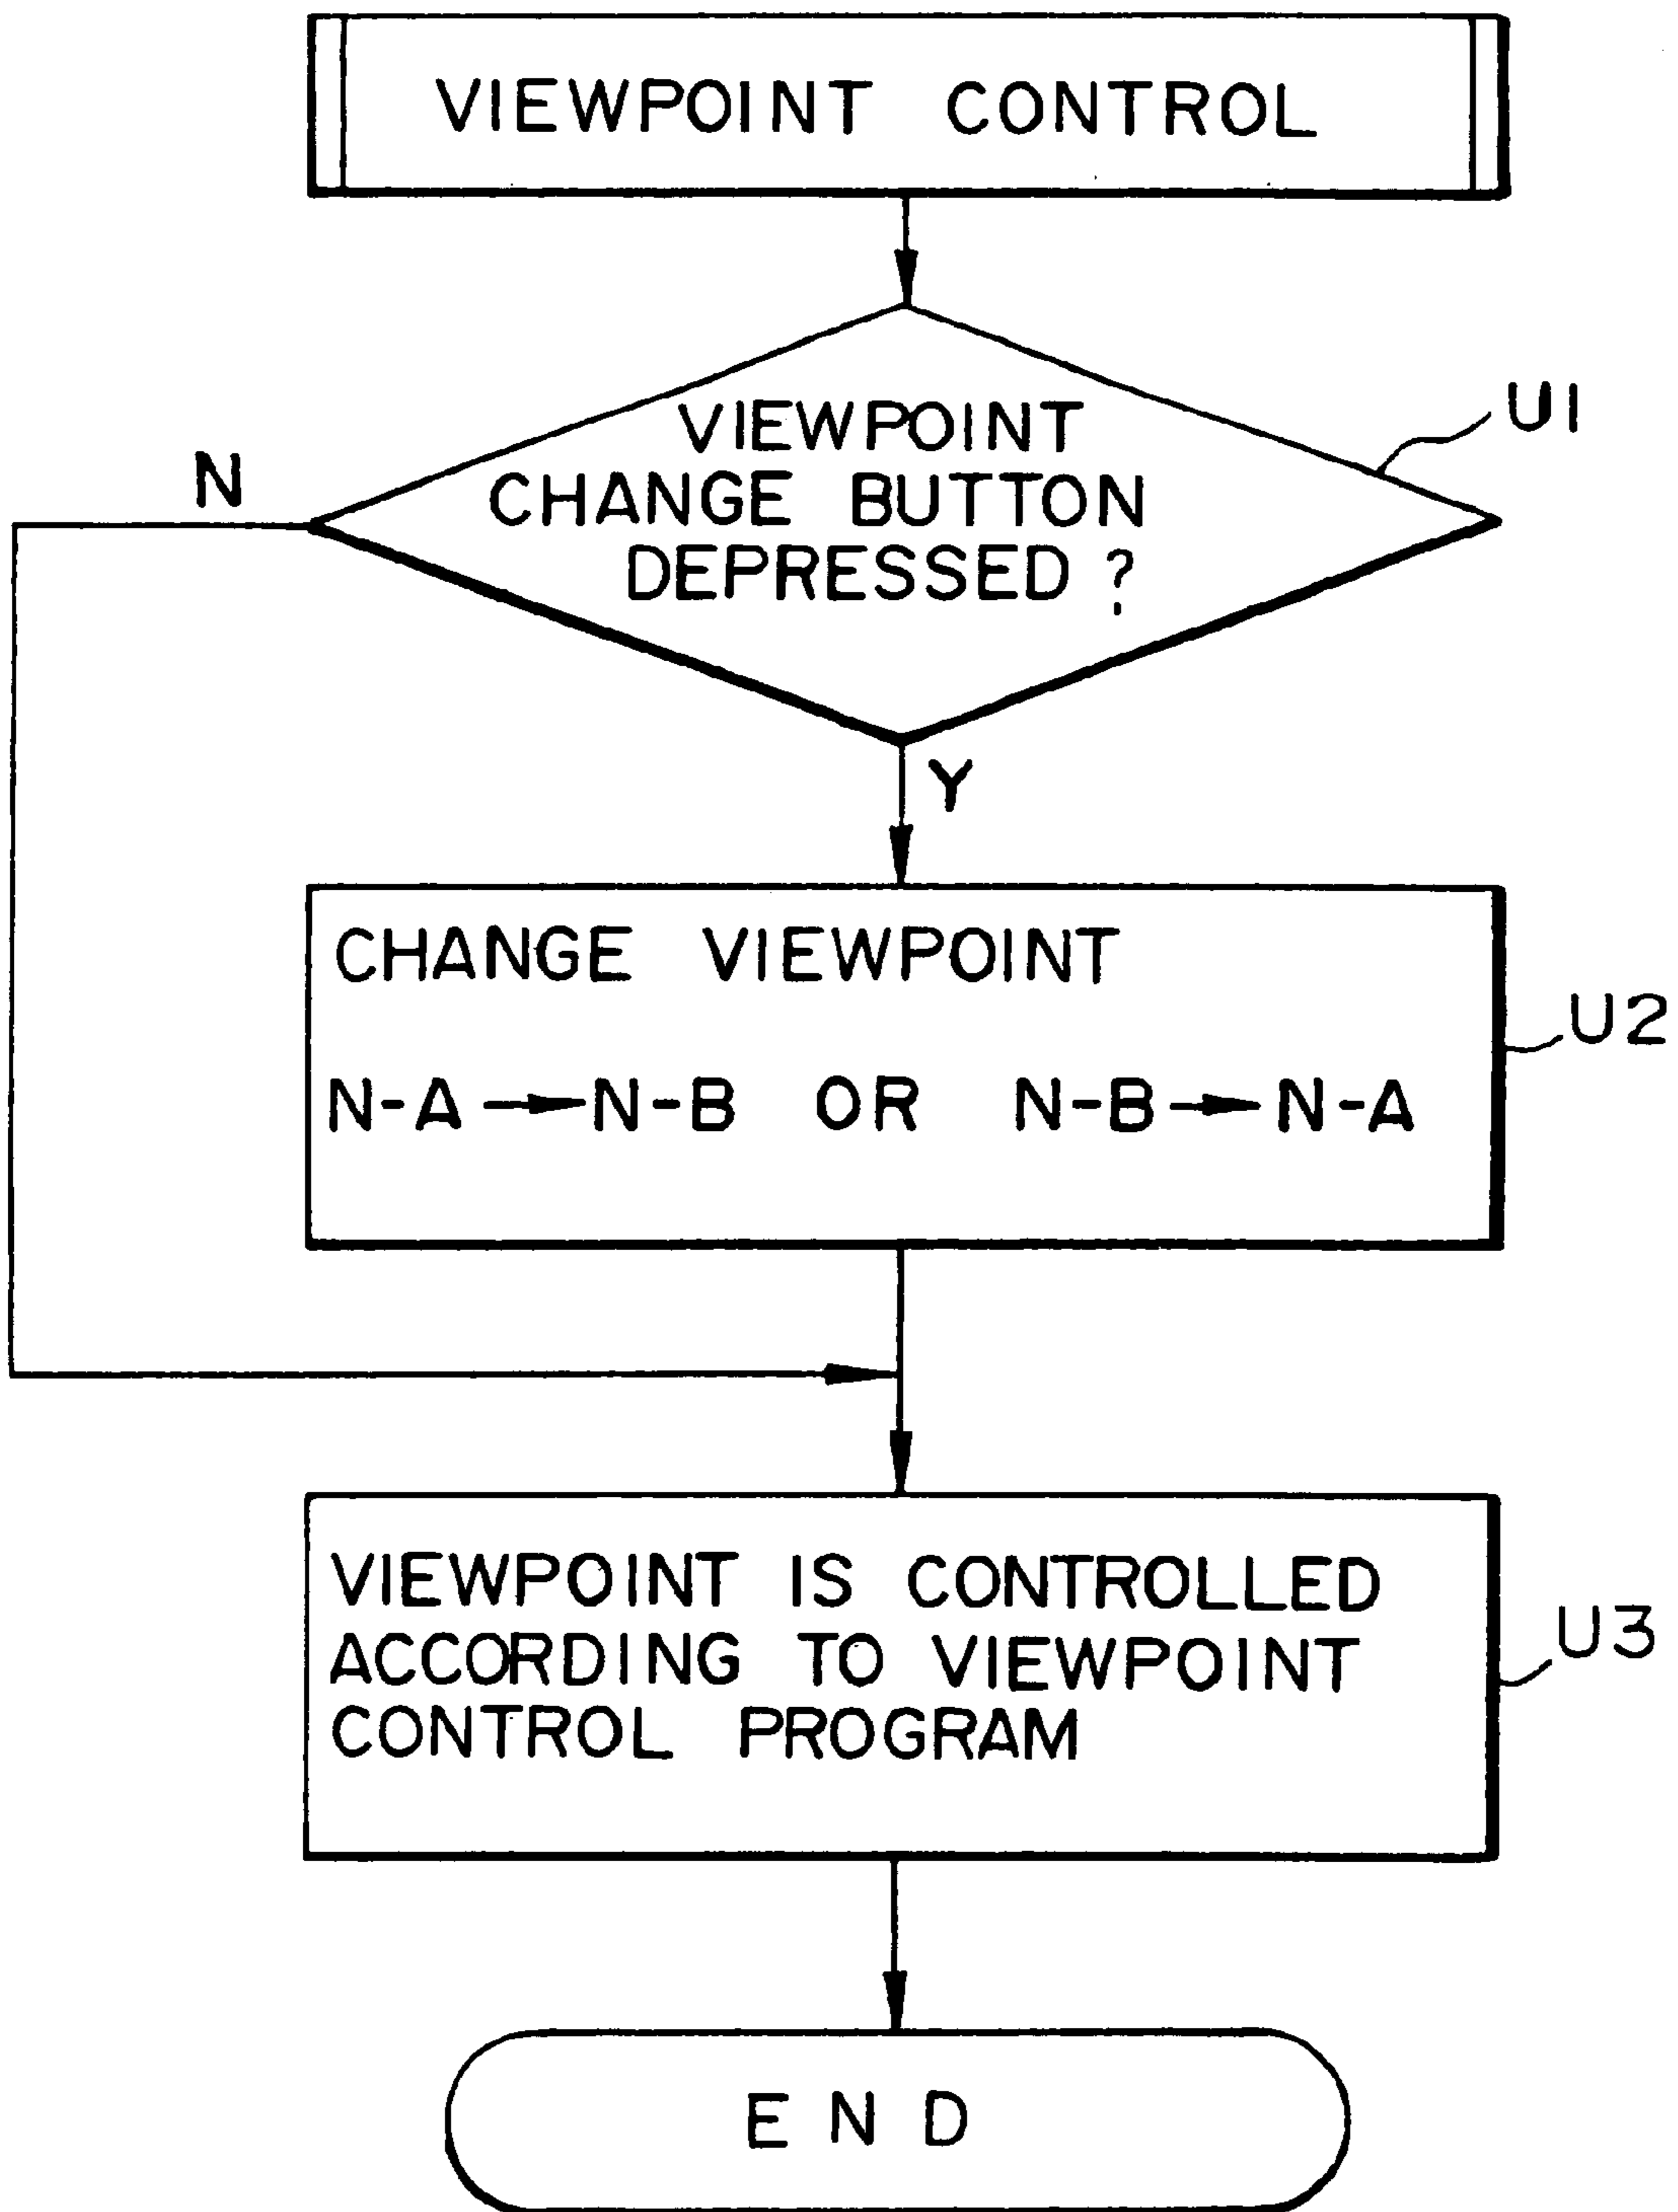 VIEWPOINT CONTROL
VIEWPOINT
CHANGE BUTTON
DEPRESSED ?
U1
N
Y
CHANGE VIEWPOINT
N-A → N-B OR N-B → N-A
U2
VIEWPOINT IS CONTROLLED
ACCORDING TO VIEWPOINT
CONTROL PROGRAM
U3
END